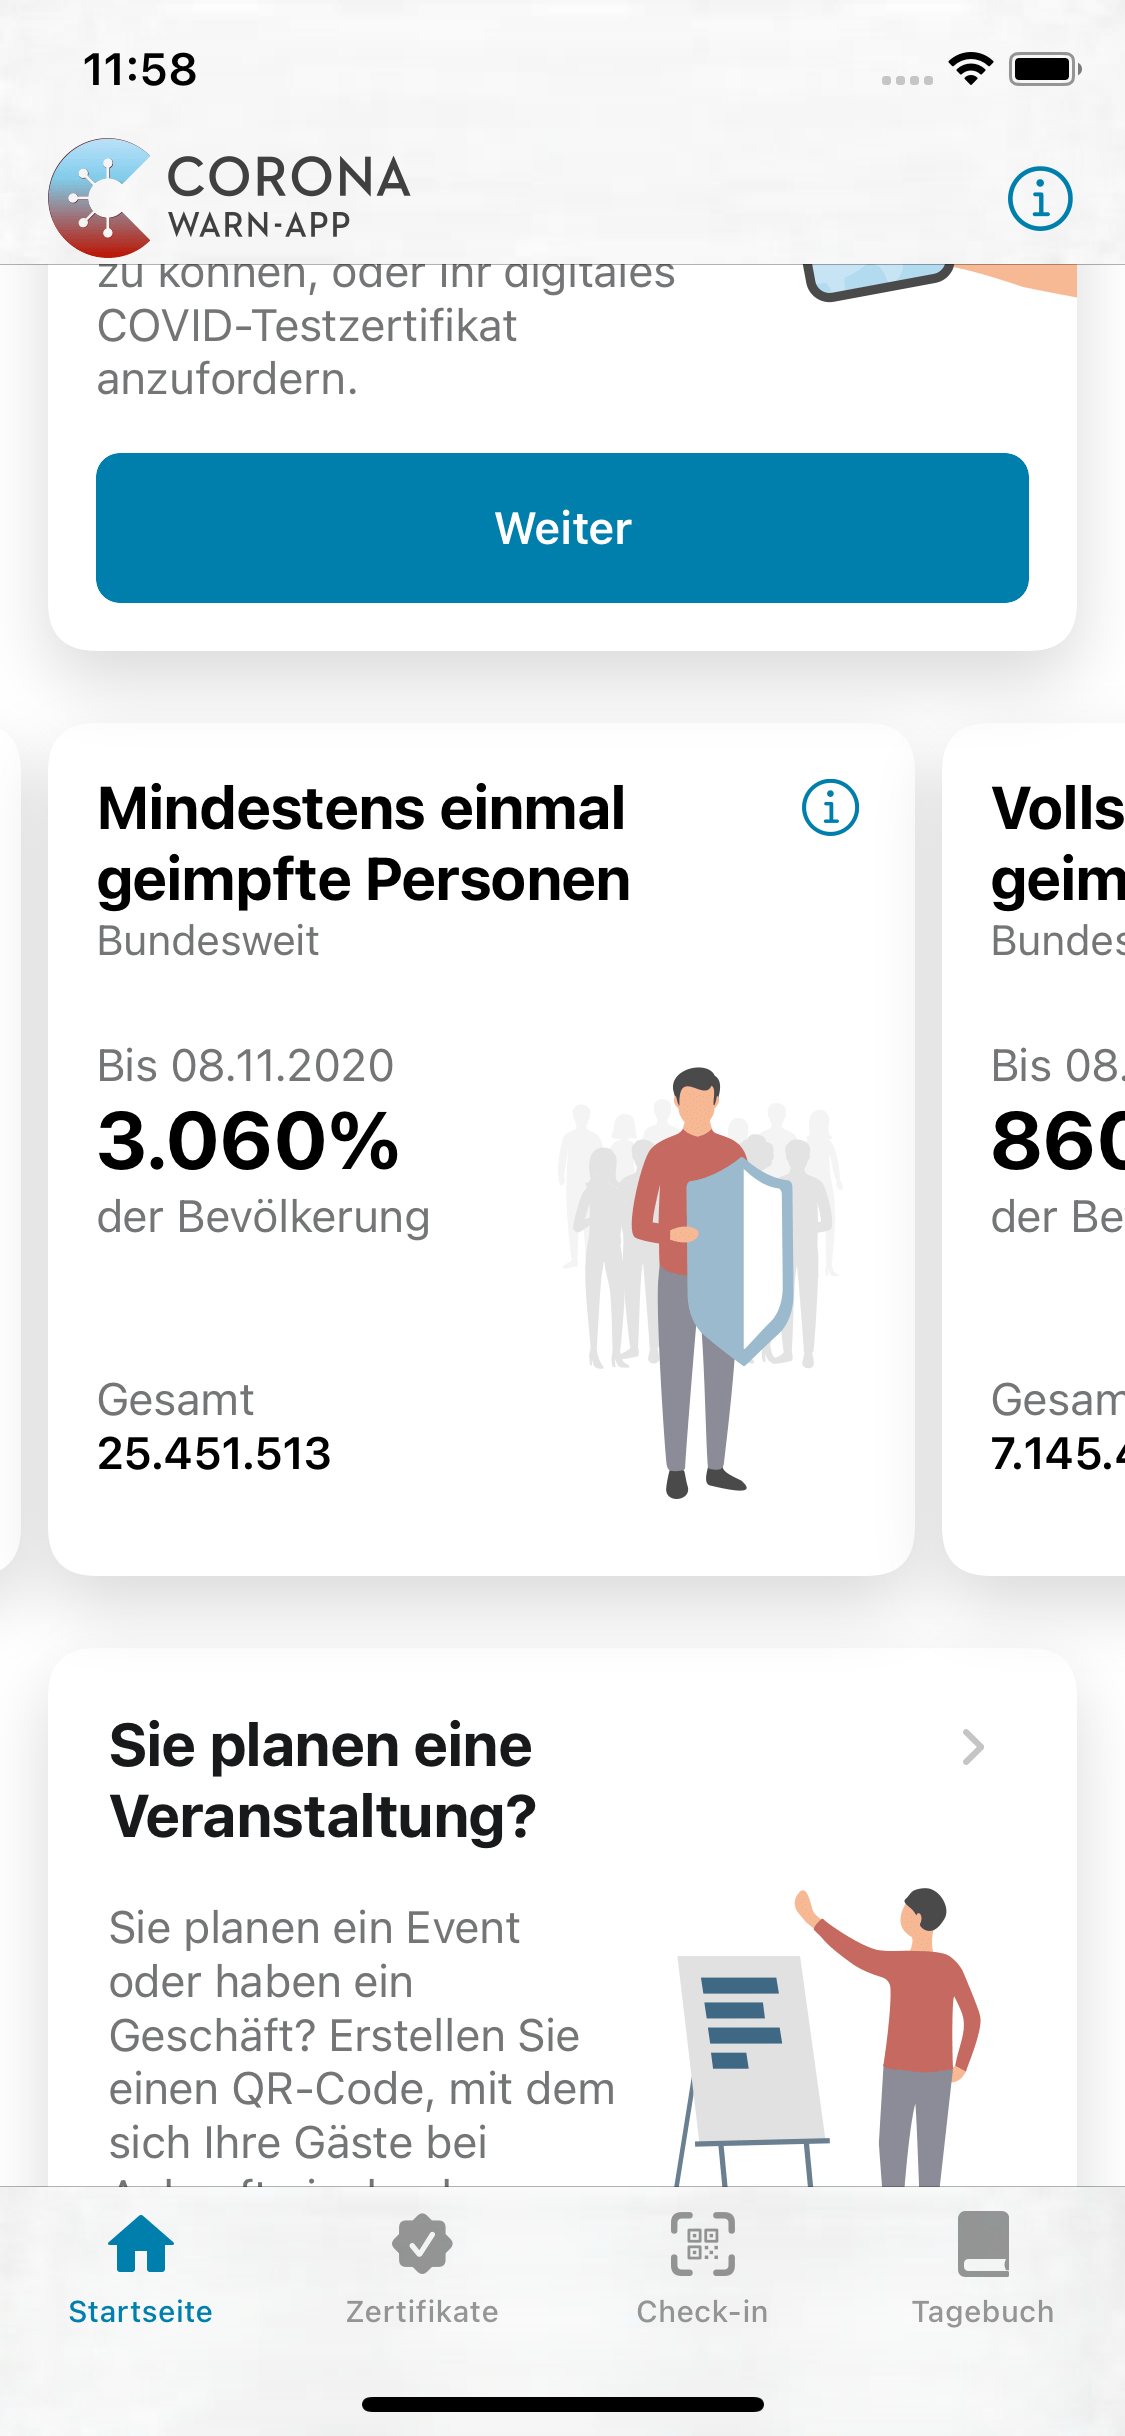 11:58
CORONA
WARN-APP
zu können, oder Ihr digitales
COVID-Testzertifikat
anzufordern.
Weiter
Mindestens einmal
geimpfte Personen
Bundesweit
Bis 08.11.2020
3.060%
der Bevölkerung
Gesamt
25.451.513
Volls
geim
Bundes
Bis 08.
860
der Be
Gesam
7.145.4
Sie planen eine
Veranstaltung?
Sie planen ein Event
oder haben ein
Geschäft? Erstellen Sie
einen QR-Code, mit dem
sich Ihre Gäste bei
Startseite
Zertifikate
Check-in
Tagebuch